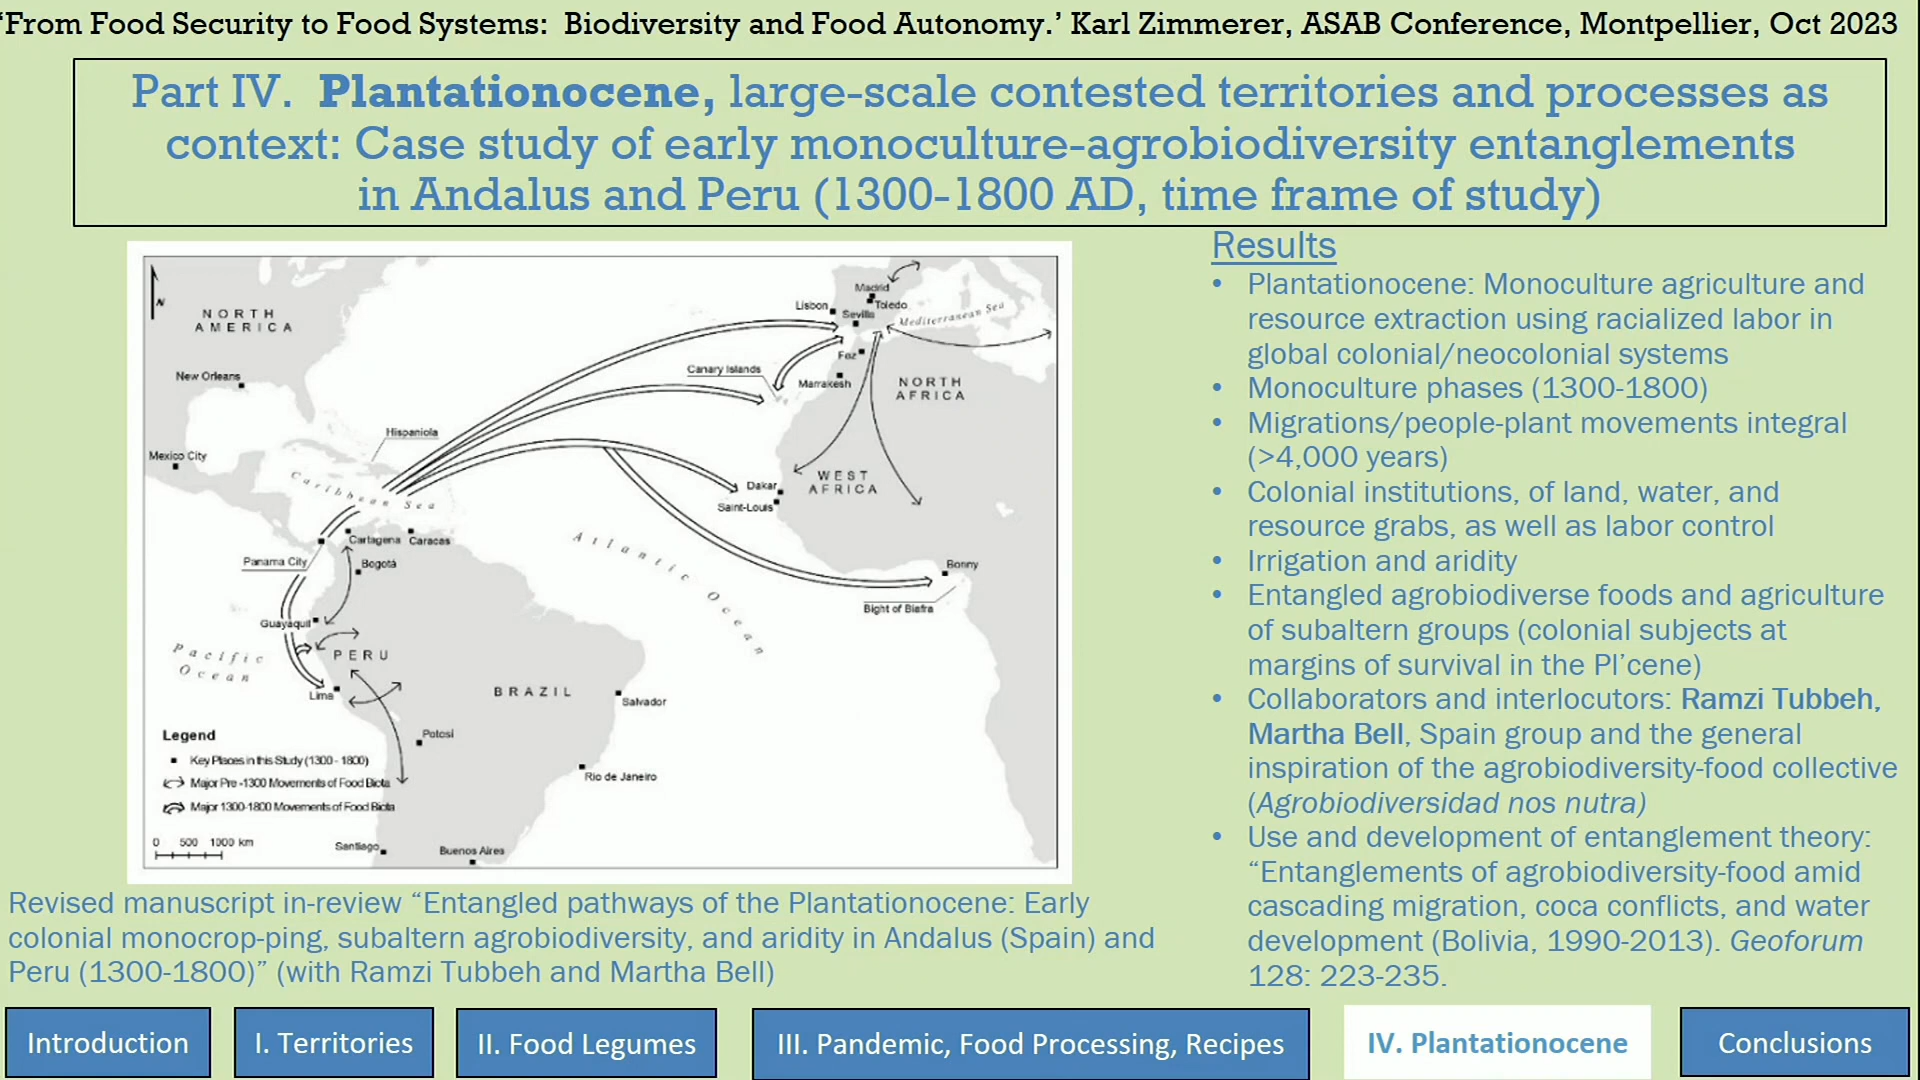 ‘From Food Security to Food Systems:  Biodiversity and Food Autonomy.’ Karl Zimmerer, ASAB Conference, Montpellier, Oct 2023
Part IV.  Plantationocene, large-scale contested territories and processes as
context: Case study of early monoculture-agrobiodiversity entanglements
in Andalus and Peru (1300-1800 AD, time frame of study)
N
NORTH
AMERICA
New Orleans
Mexico City
Hispaniola
Caribbean Sea
Cartagena
Caracas
Panama City
Bogotá
Guayaquil
PERU
Pacific
Ocean
Lima
BRAZIL
Salvador
Potosí
Rio de Janeiro
Santiago
Buenos Aires
Atlantic Ocean
Madrid
Toledo
Lisbon
Sevilla
Mediterranean Sea
Fez
Canary Islands
Marrakesh
NORTH
AFRICA
WEST
AFRICA
Dakar
Saint-Louis
Bonny
Bight of Biafra
Legend
Key Places in this Study (1300 - 1800)
Major Pre -1300 Movements of Food Biota
Major 1300-1800 Movements of Food Biota
0 500 1000 km
Results
• Plantationocene: Monoculture agriculture and
resource extraction using racialized labor in
global colonial/neocolonial systems
• Monoculture phases (1300-1800)
• Migrations/people-plant movements integral
(>4,000 years)
• Colonial institutions, of land, water, and
resource grabs, as well as labor control
• Irrigation and aridity
• Entangled agrobiodiverse foods and agriculture
of subaltern groups (colonial subjects at
margins of survival in the Pl’cene)
• Collaborators and interlocutors: Ramzi Tubbeh,
Martha Bell, Spain group and the general
inspiration of the agrobiodiversity-food collective
(Agrobiodiversidad nos nutra)
• Use and development of entanglement theory:
“Entanglements of agrobiodiversity-food amid
cascading migration, coca conflicts, and water
development (Bolivia, 1990-2013). Geoforum
128: 223-235.
Revised manuscript in-review “Entangled pathways of the Plantationocene: Early
colonial monocrop-ping, subaltern agrobiodiversity, and aridity in Andalus (Spain) and
Peru (1300-1800)” (with Ramzi Tubbeh and Martha Bell)
Introduction
I. Territories
II. Food Legumes
III. Pandemic, Food Processing, Recipes
IV. Plantationocene
Conclusions